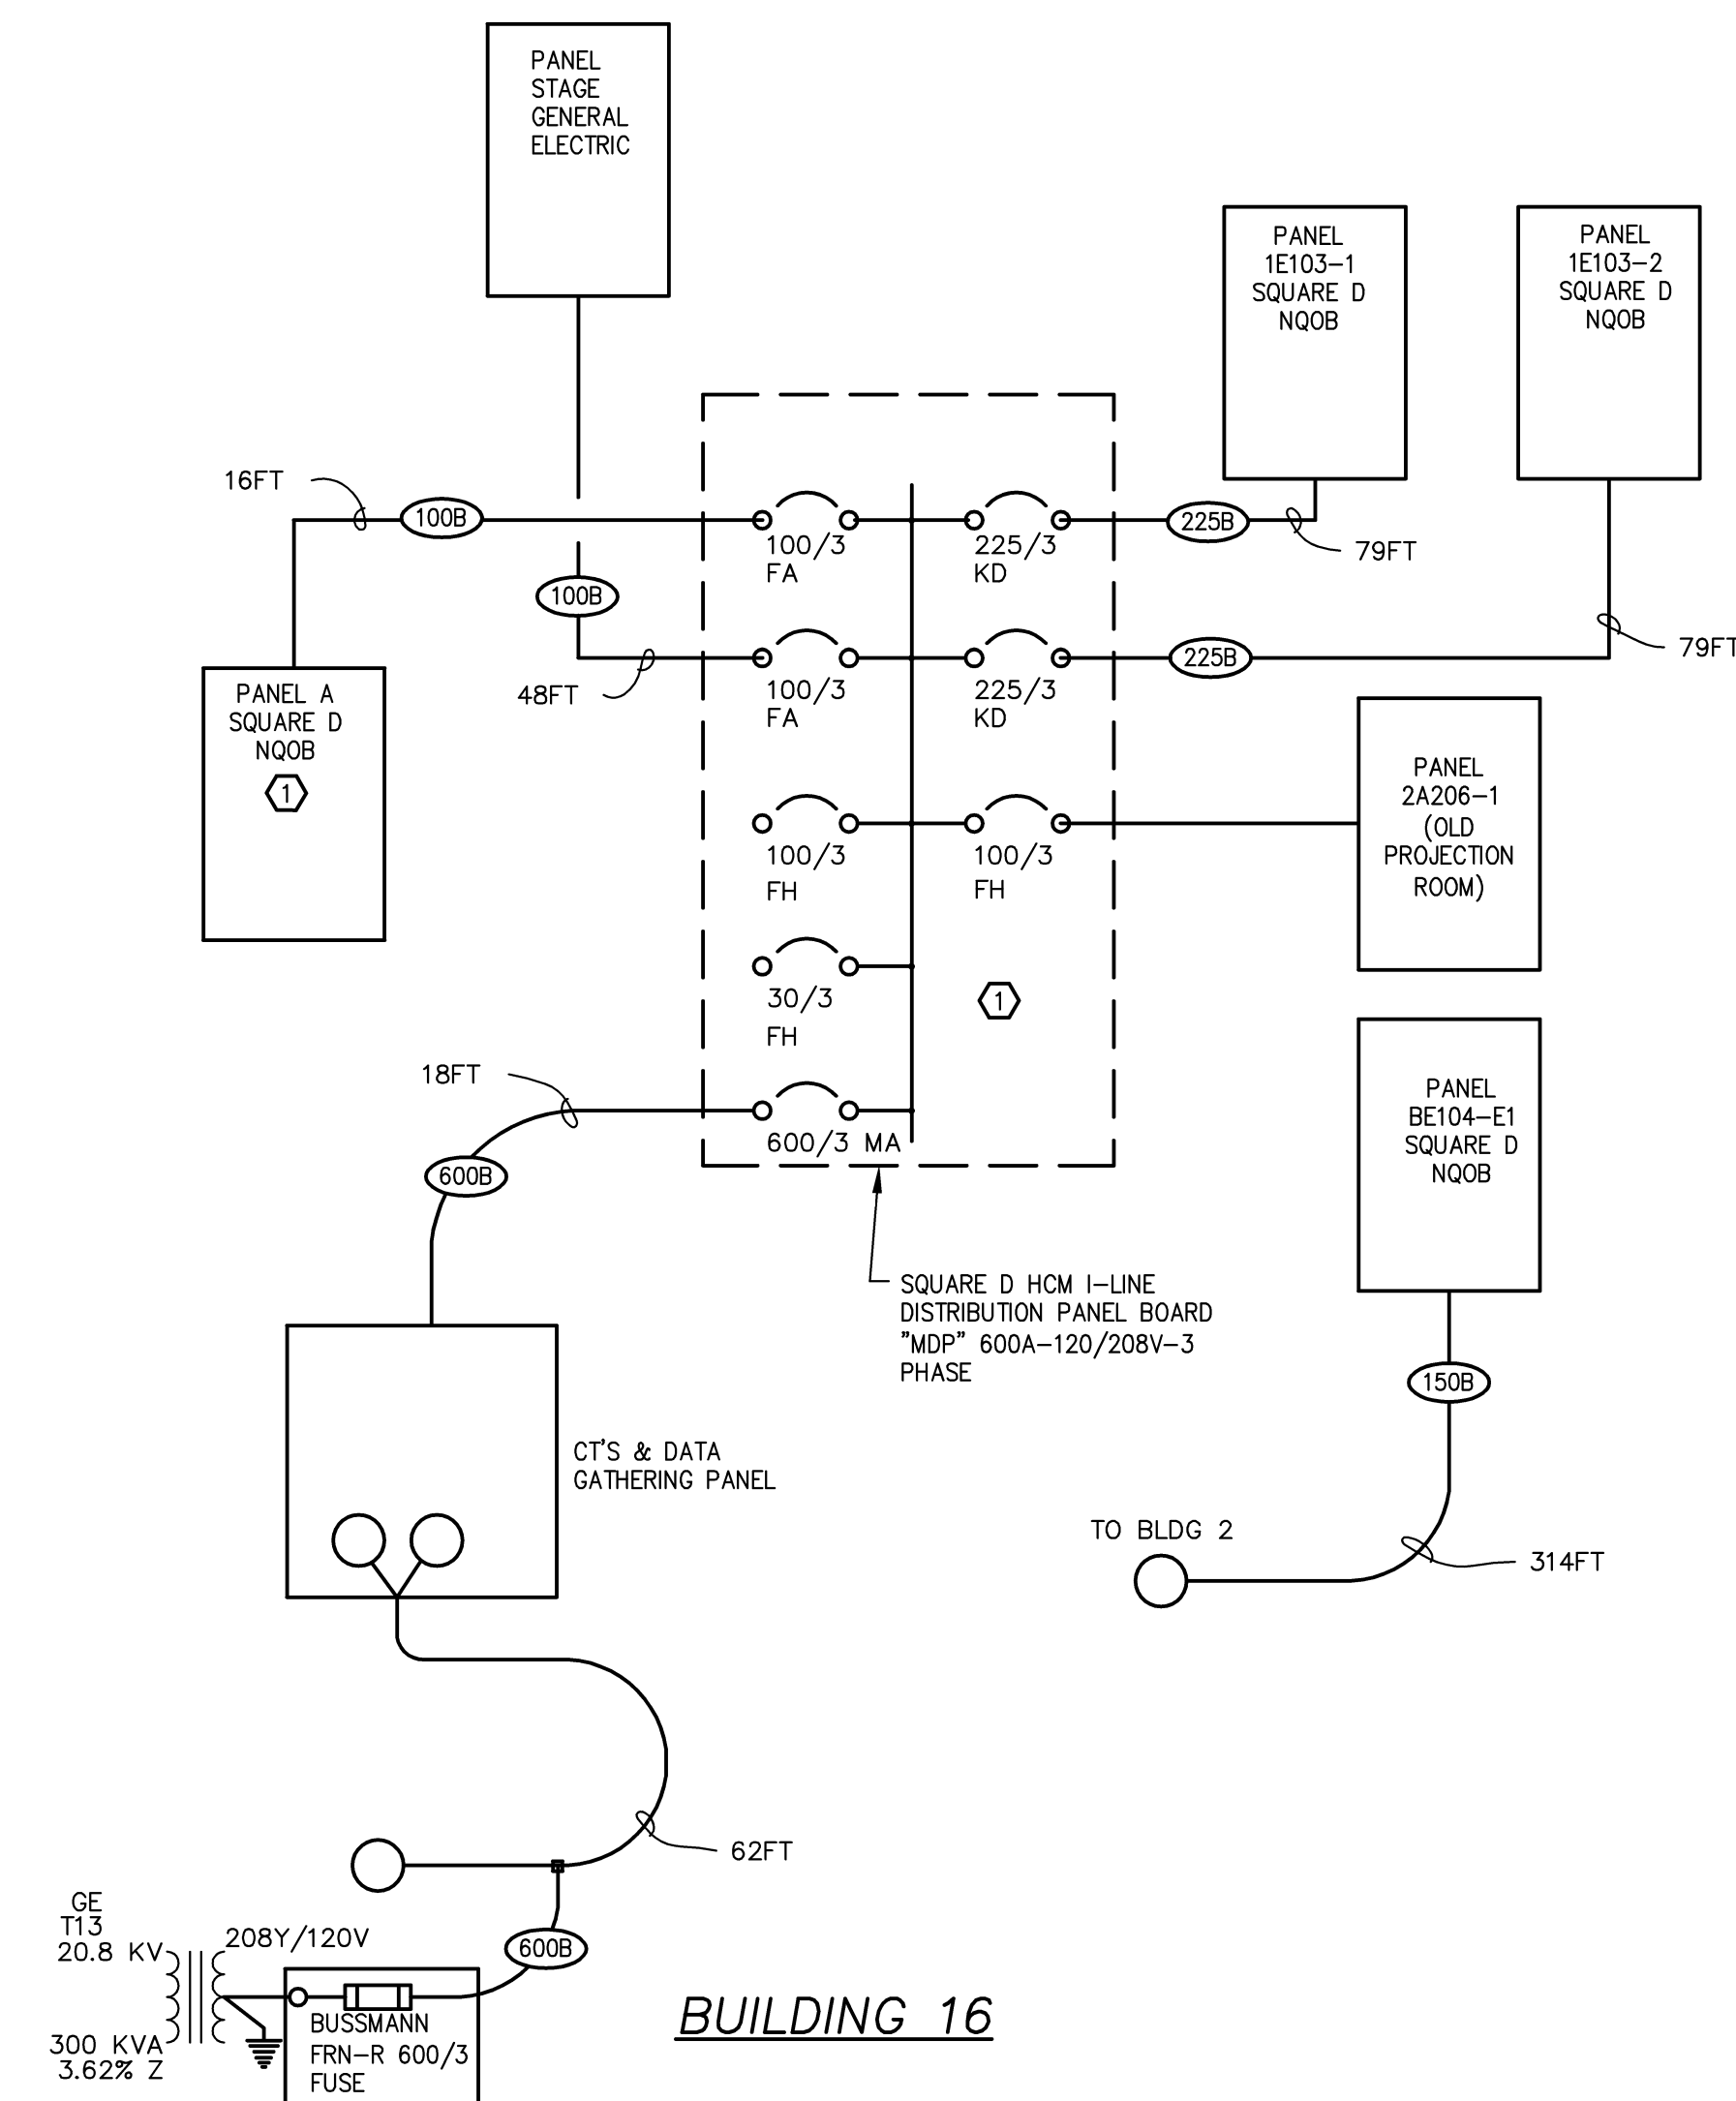 PANEL
STAGE
GENERAL
ELECTRIC
PANEL
1E103-1
SQUARE D
NQOB
PANEL
1E103-2
SQUARE D
NQOB
16FT
100B
100/3
FA
225/3
KD
225B
79FT
100B
48FT
100/3
FA
225/3
KD
225B
79FT
PANEL A
SQUARE D
NQOB
1
100/3
FH
100/3
FH
PANEL
2A206-1
(OLD
PROJECTION
ROOM)
30/3
FH
1
18FT
600B
600/3 MA
PANEL
BE104-E1
SQUARE D
NQOB
SQUARE D HCM I-LINE
DISTRIBUTION PANEL BOARD
"MDP" 600A-120/208V-3
PHASE
150B
CT'S & DATA
GATHERING PANEL
TO BLDG 2
314FT
62FT
GE
T13
20.8 KV
208Y/120V
600B
300 KVA
3.62% Z
BUSSMANN
FRN-R 600/3
FUSE
BUILDING 16